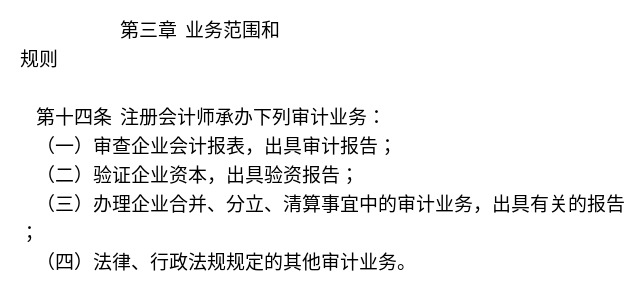 第三章 业务范围和
规则
第十四条 注册会计师承办下列审计业务：
（一）审查企业会计报表，出具审计报告；
（二）验证企业资本，出具验资报告；
（三）办理企业合并、分立、清算事宜中的审计业务，出具有关的报告
；
（四）法律、行政法规规定的其他审计业务。